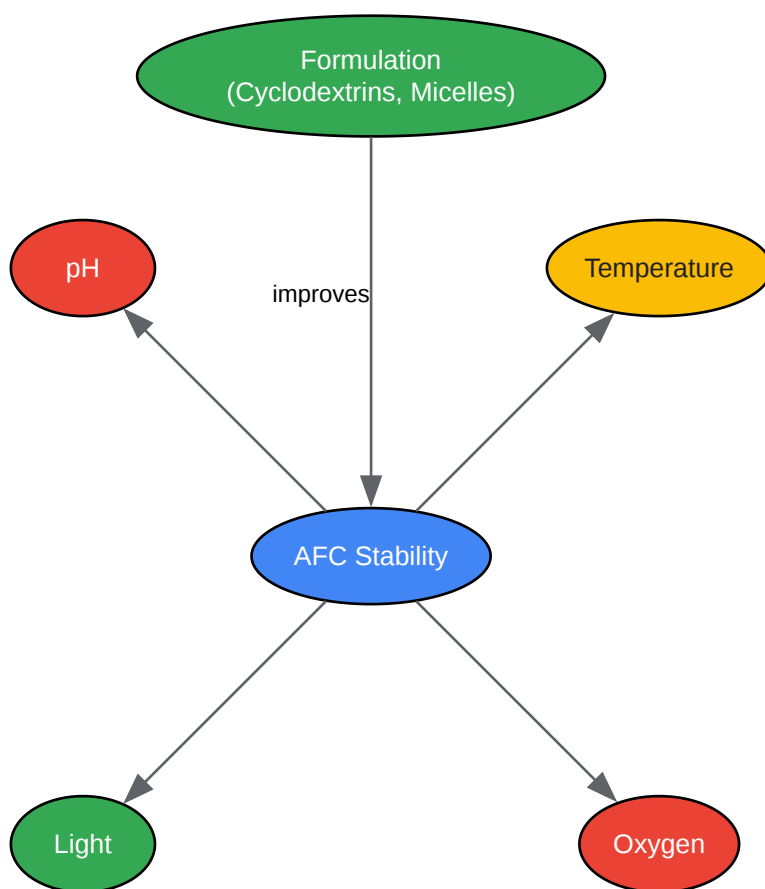 Formulation
(Cyclodextrins, Micelles)
pH
Temperature
improves
AFC Stability
Light
Oxygen